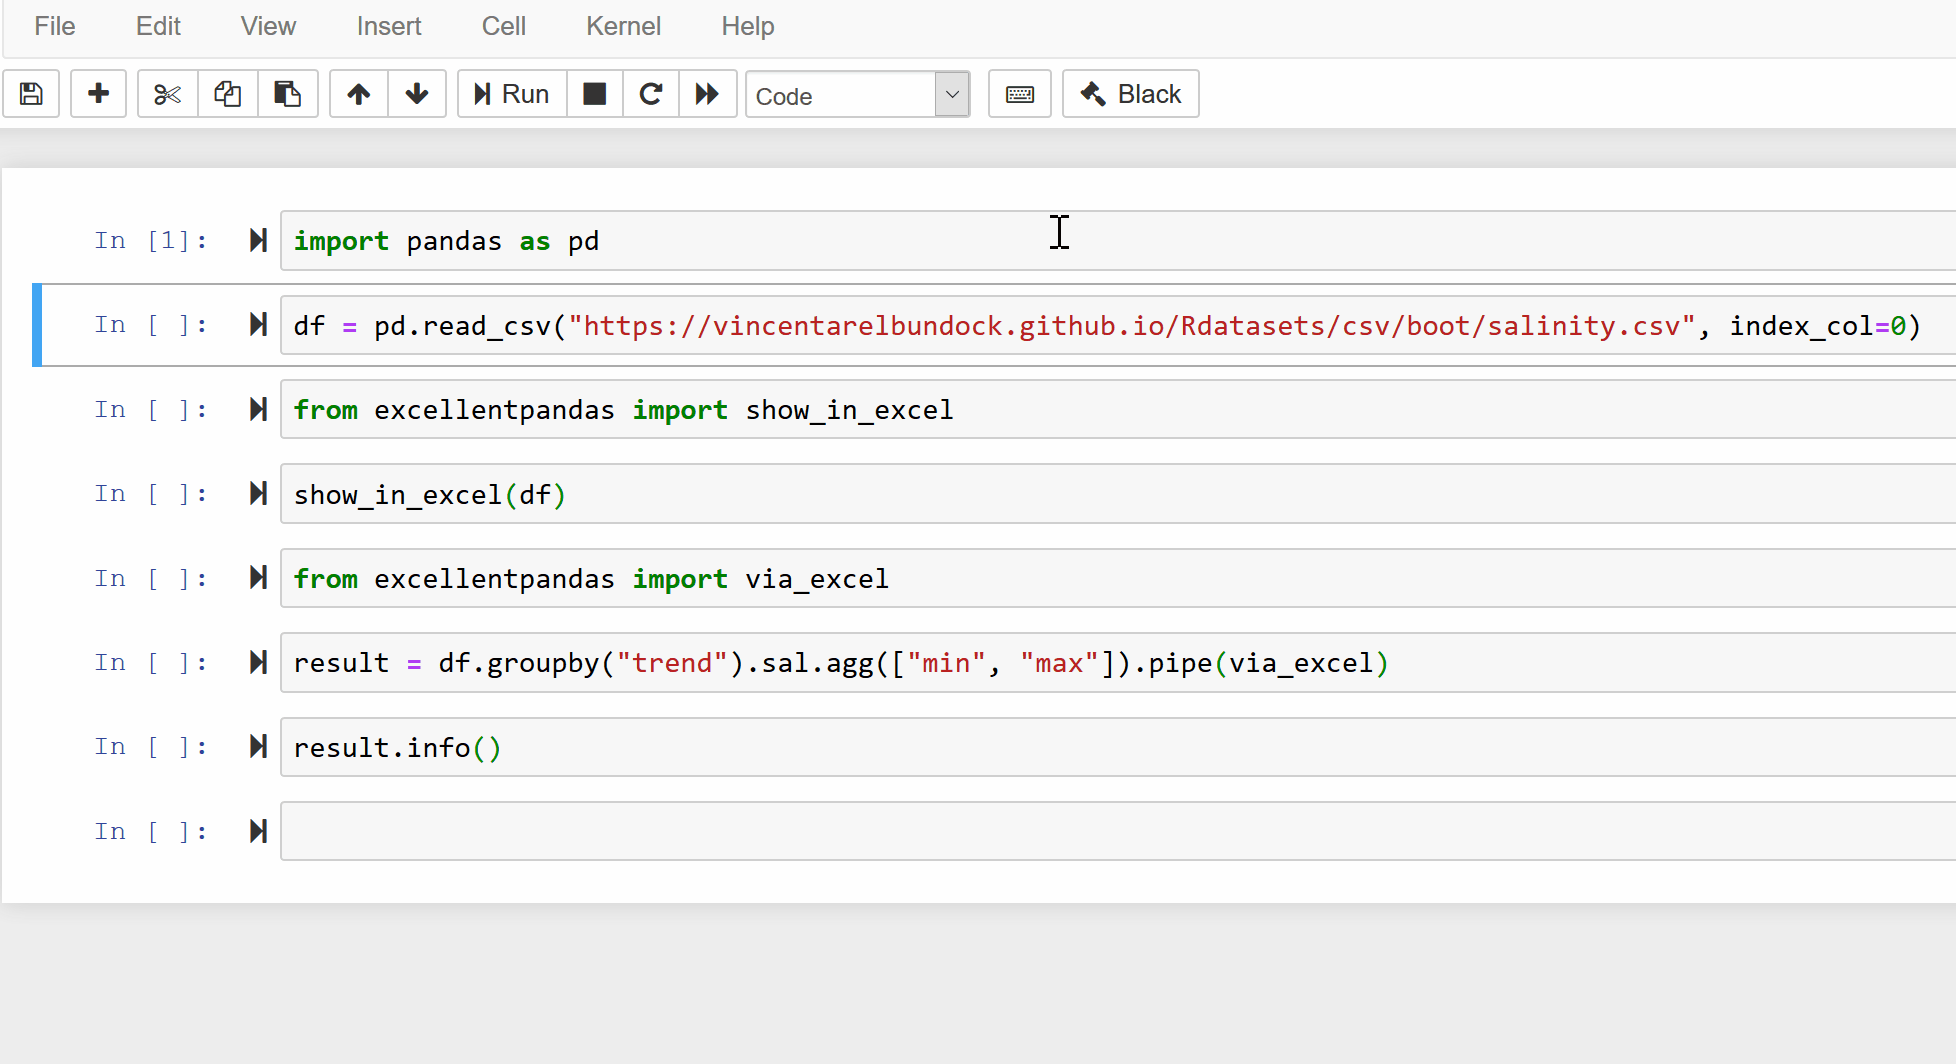 File Edit View Insert Cell Kernel Help
Run Code Black
In [1]: import pandas as pd
In [ ]: df = pd.read_csv("https://vincentarelbundock.github.io/Rdatasets/csv/boot/salinity.csv", index_col=0)
In [ ]: from excellentpandas import show_in_excel
In [ ]: show_in_excel(df)
In [ ]: from excellentpandas import via_excel
In [ ]: result = df.groupby("trend").sal.agg(["min", "max"]).pipe(via_excel)
In [ ]: result.info()
In [ ]: